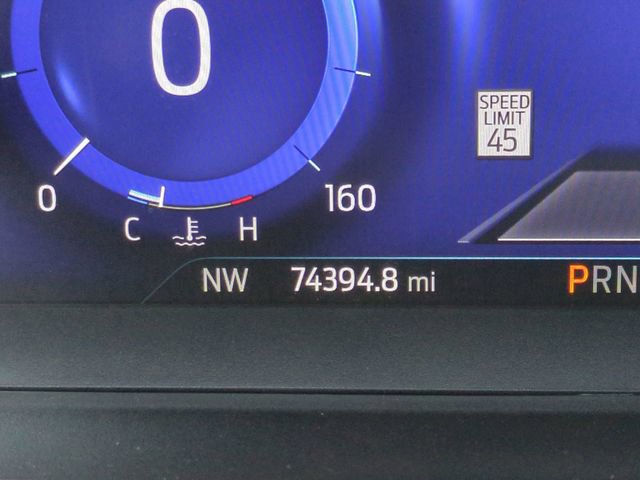 0
SPEED
LIMIT
45
0
160
C
H
NW 74394.8 mi PRN